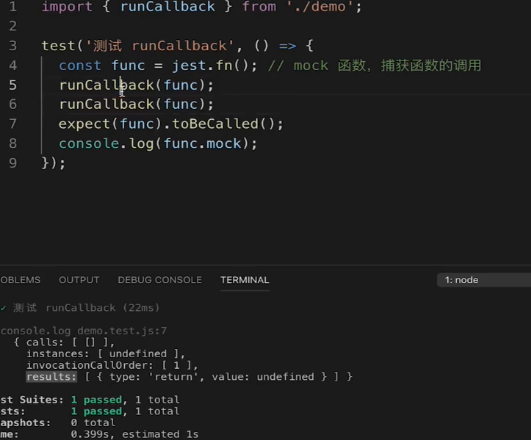 1 import { runCallback } from './demo';
2
3 test('测试 runCallback', () => {
4 const func = jest.fn(); // mock 函数，捕获函数的调用
5 runCallback(func);
6 runCallback(func);
7 expect(func).toBeCalled();
8 console.log(func.mock);
9 });
OBLEMS OUTPUT DEBUG CONSOLE TERMINAL 1: node
✓ 测试 runCallback (22ms)
console.log demo.test.js:7
{ calls: [ [] ],
instances: [ undefined ],
invocationCallOrder: [ 1 ],
results: [ { type: 'return', value: undefined } ] }
st Suites: 1 passed, 1 total
sts: 1 passed, 1 total
apshots: 0 total
me: 0.399s, estimated 1s